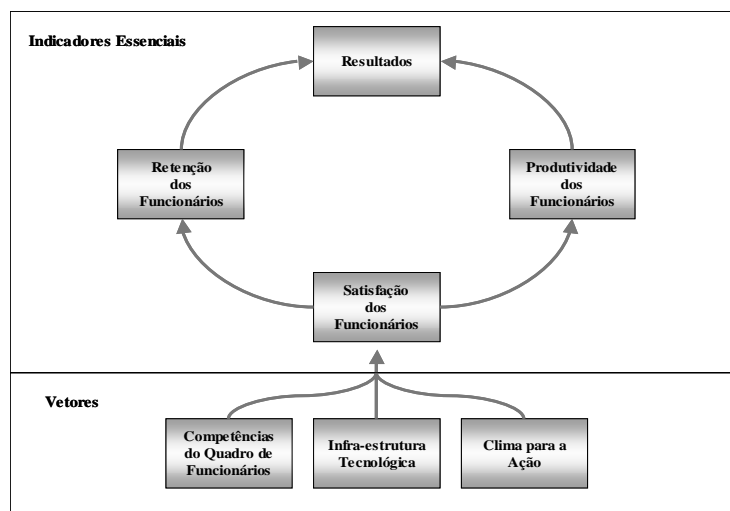 Indicadores Essenciais
Resultados
Retenção
dos
Funcionários
Produtividade
dos
Funcionários
Satisfação
dos
Funcionários
Vetores
Competências
do Quadro de
Funcionários
Infra-estrutura
Tecnológica
Clima para a
Ação